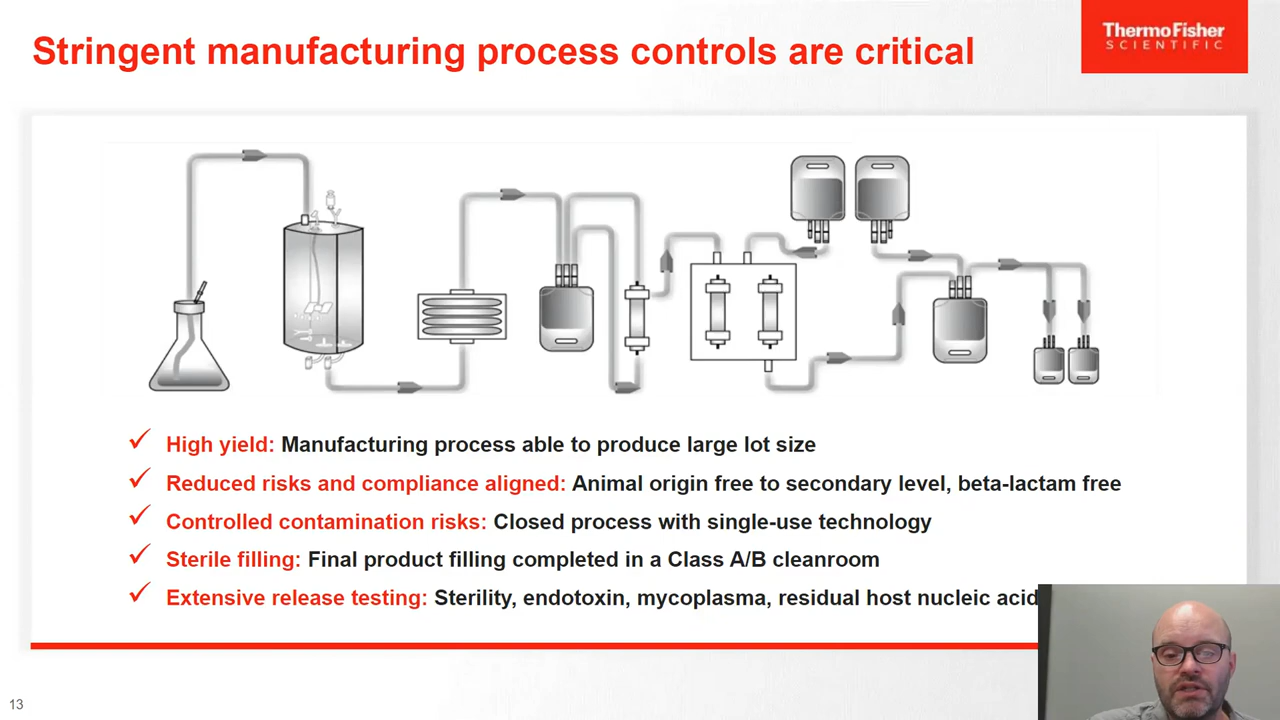 Stringent manufacturing process controls are critical
ThermoFisher
SCIENTIFIC
High yield: Manufacturing process able to produce large lot size
Reduced risks and compliance aligned: Animal origin free to secondary level, beta-lactam free
Controlled contamination risks: Closed process with single-use technology
Sterile filling: Final product filling completed in a Class A/B cleanroom
Extensive release testing: Sterility, endotoxin, mycoplasma, residual host nucleic acid
13